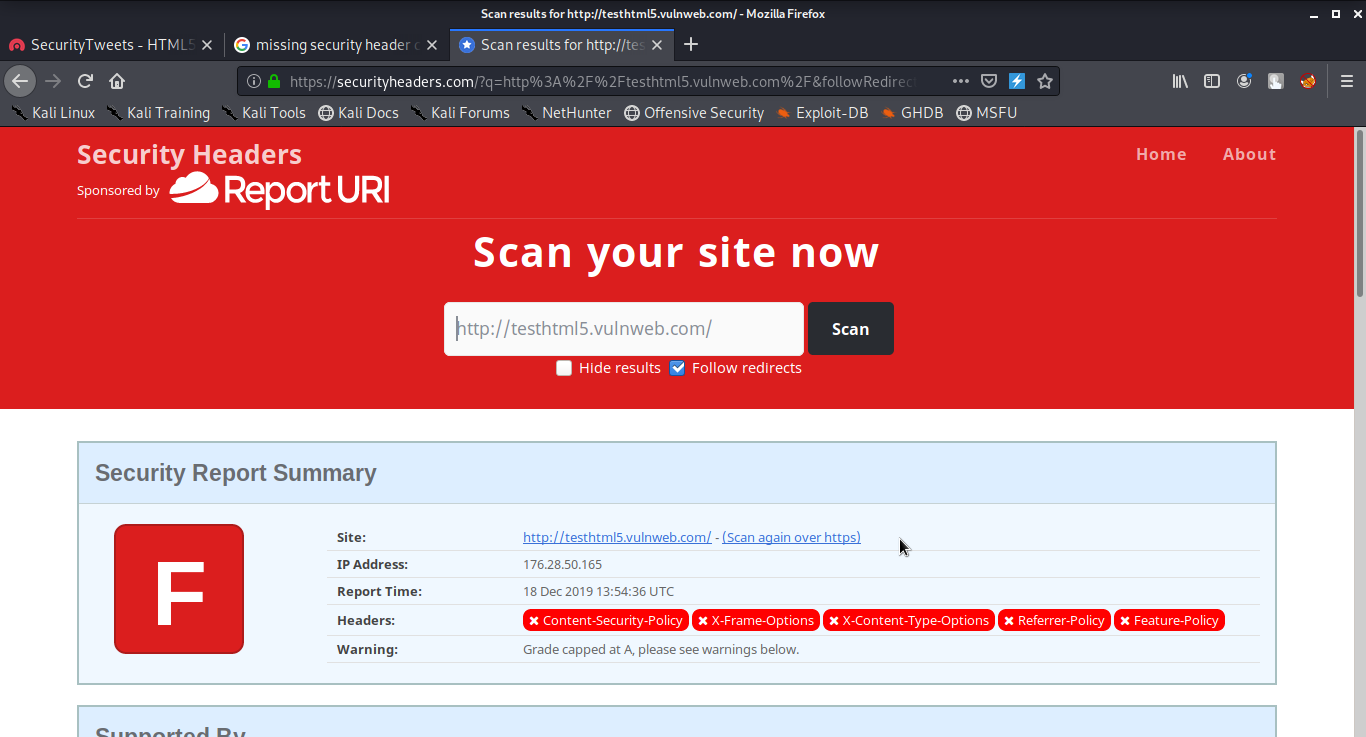 Scan results for http://testhtml5.vulnweb.com/ - Mozilla Firefox
SecurityTweets - HTML5 missing security header Scan results for http://tes
https://securityheaders.com/?q=http%3A%2F%2Ftesthtml5.vulnweb.com%2F&followRedirect
Kali Linux Kali Training Kali Tools Kali Docs Kali Forums NetHunter Offensive Security Exploit-DB GHDB MSFU
Security Headers Home About
Sponsored by Report URI
Scan your site now
http://testhtml5.vulnweb.com/ Scan
Hide results Follow redirects
Security Report Summary
F
Site: http://testhtml5.vulnweb.com/ - (Scan again over https)
IP Address: 176.28.50.165
Report Time: 18 Dec 2019 13:54:36 UTC
Headers: Content-Security-Policy X-Frame-Options X-Content-Type-Options Referrer-Policy Feature-Policy
Warning: Grade capped at A, please see warnings below.
Supported By